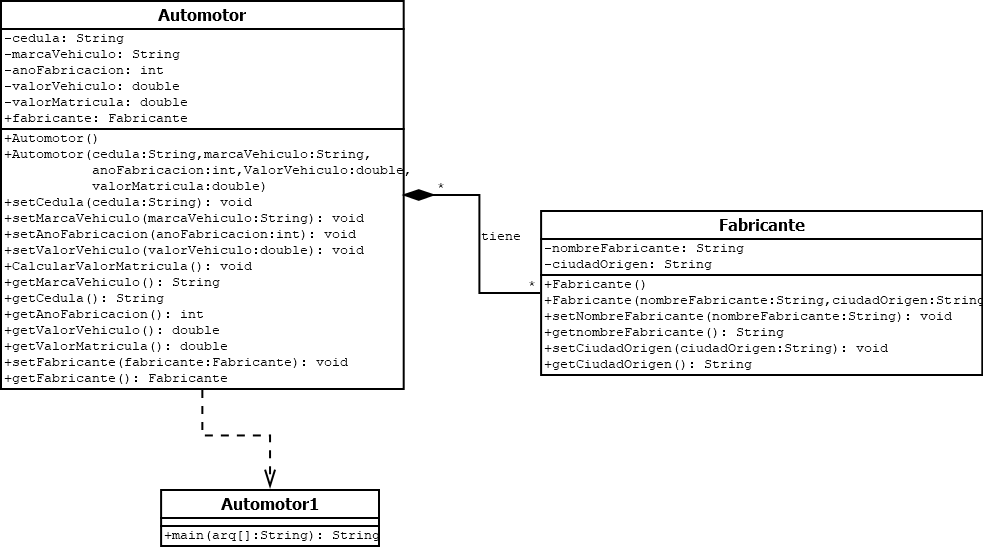 Automotor
-cedula: String
-marcaVehiculo: String
-anoFabricacion: int
-valorVehiculo: double
-valorMatricula: double
+fabricante: Fabricante
+Automotor()
+Automotor(cedula:String,marcaVehiculo:String,
anoFabricacion:int,ValorVehiculo:double,
valorMatricula:double)
+setCedula(cedula:String): void
+setMarcaVehiculo(marcaVehiculo:String): void
+setAnoFabricacion(anoFabricacion:int): void
+setValorVehiculo(valorVehiculo:double): void
+CalcularValorMatricula(): void
+getMarcaVehiculo(): String
+getCedula(): String
+getAnoFabricacion(): int
+getValorVehiculo(): double
+getValorMatricula(): double
+setFabricante(fabricante:Fabricante): void
+getFabricante(): Fabricante
*
tiene
*
Fabricante
-nombreFabricante: String
-ciudadOrigen: String
+Fabricante()
+Fabricante(nombreFabricante:String,ciudadOrigen:String
+setNombreFabricante(nombreFabricante:String): void
+getnombreFabricante(): String
+setCiudadOrigen(ciudadOrigen:String): void
+getCiudadOrigen(): String
Automotor1
+main(arq[]:String): String